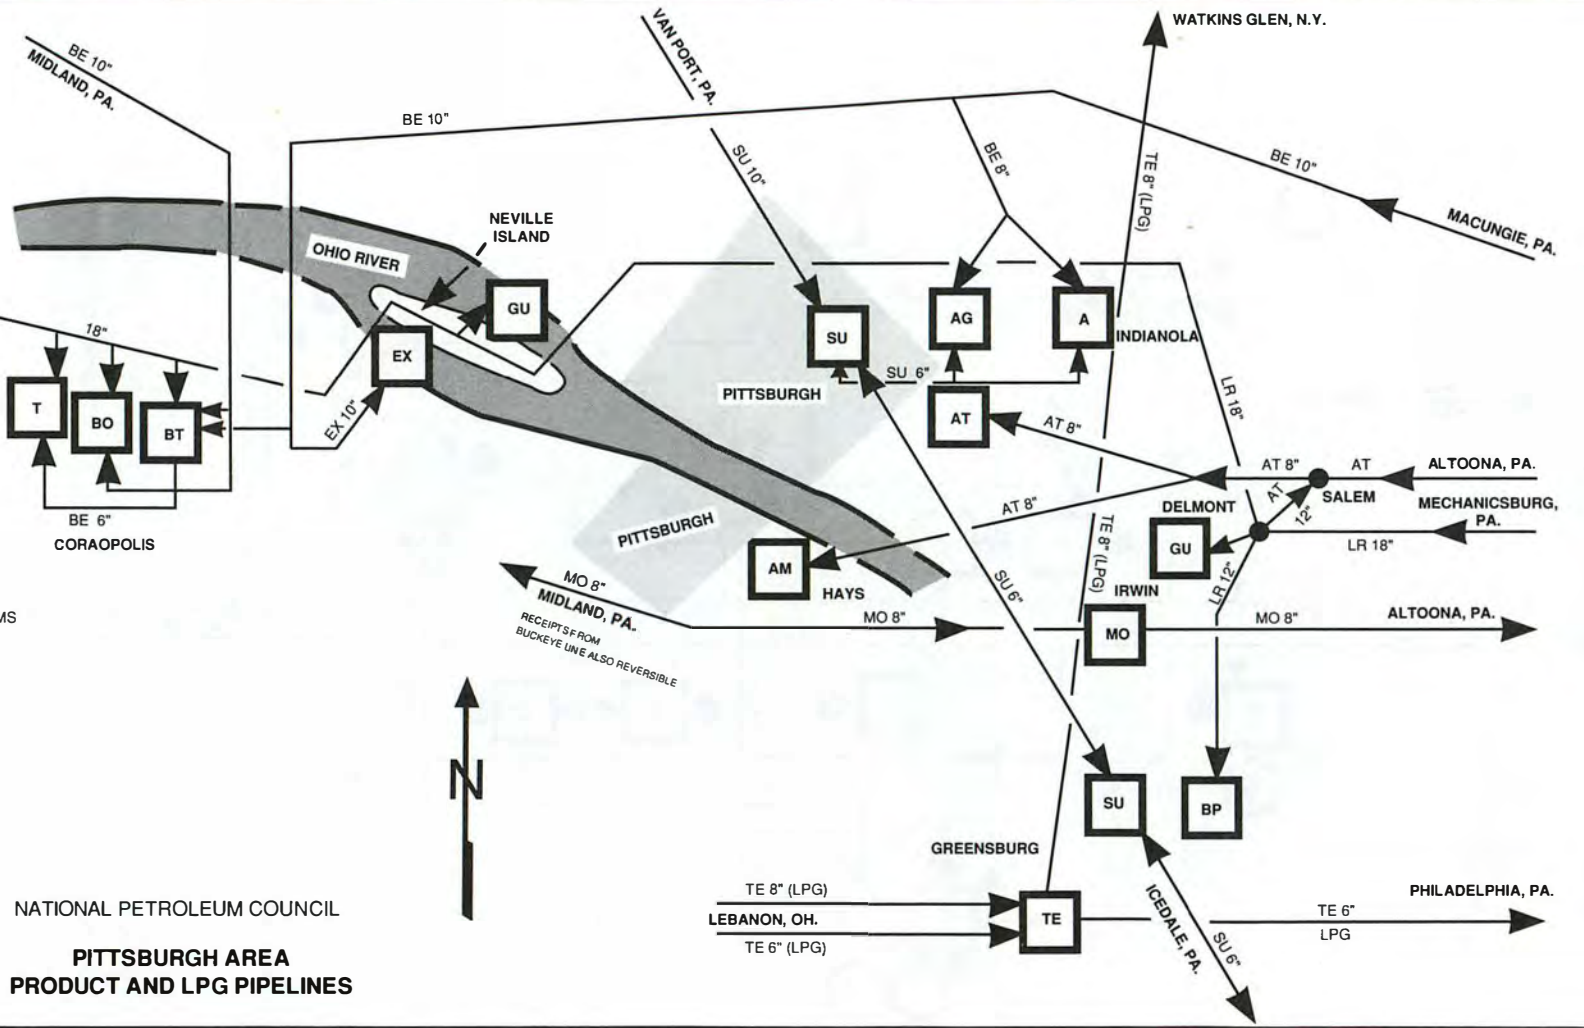 WATKINS GLEN, N.Y.
VAN PORT, PA.
BE 10"
MIDLAND, PA.
BE 10"
SU 10"
BE 8"
TE 8" (LPG)
BE 10"
MACUNGIE, PA.
NEVILLE
ISLAND
OHIO RIVER
GU
18"
EX
SU
AG
A
INDIANOLA
SU 6"
PITTSBURGH
T
BO
BT
EX 10"
AT
AT 8"
LR 18"
AT 8"
AT
ALTOONA, PA.
BE 6"
CORAOPOLIS
PITTSBURGH
AT 8"
DELMONT
AT
12"
SALEM
MECHANICSBURG,
PA.
LR 18"
GU
TE 8" (LPG)
AM
HAYS
MO 8"
MIDLAND, PA.
RECEIPTS FROM
BUCKEYE LINE ALSO REVERSIBLE
SU 6"
IRWIN
LR 12"
MS
MO 8"
MO
MO 8"
ALTOONA, PA.
N
SU
BP
GREENSBURG
TE 8" (LPG)
LEBANON, OH.
TE 6" (LPG)
TE
ICEDALE, PA.
SU 6"
PHILADELPHIA, PA.
TE 6"
LPG
NATIONAL PETROLEUM COUNCIL
PITTSBURGH AREA
PRODUCT AND LPG PIPELINES